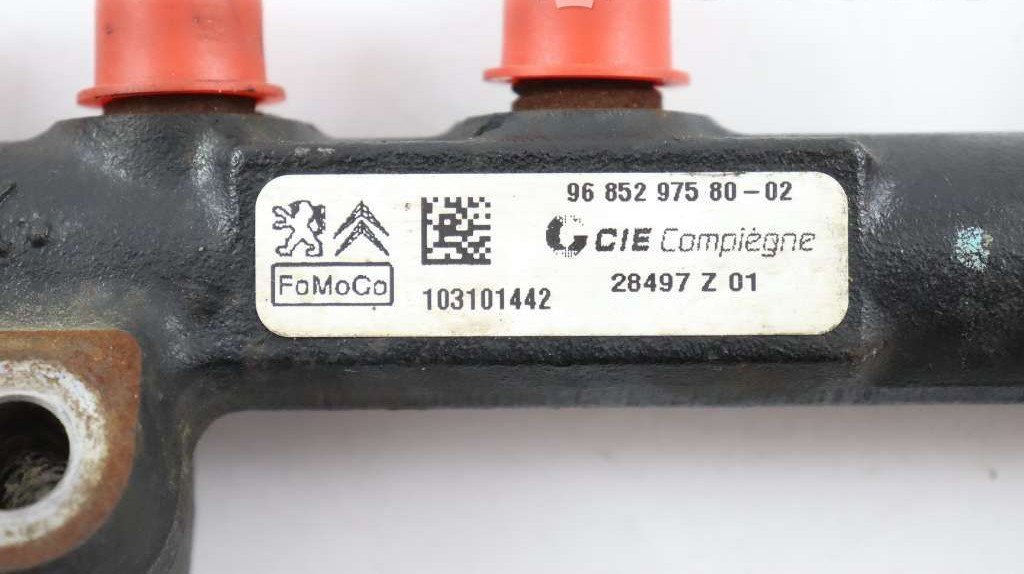 96 852 975 80-02
CIE Compiègne
FoMoCo
103101442
28497 Z 01